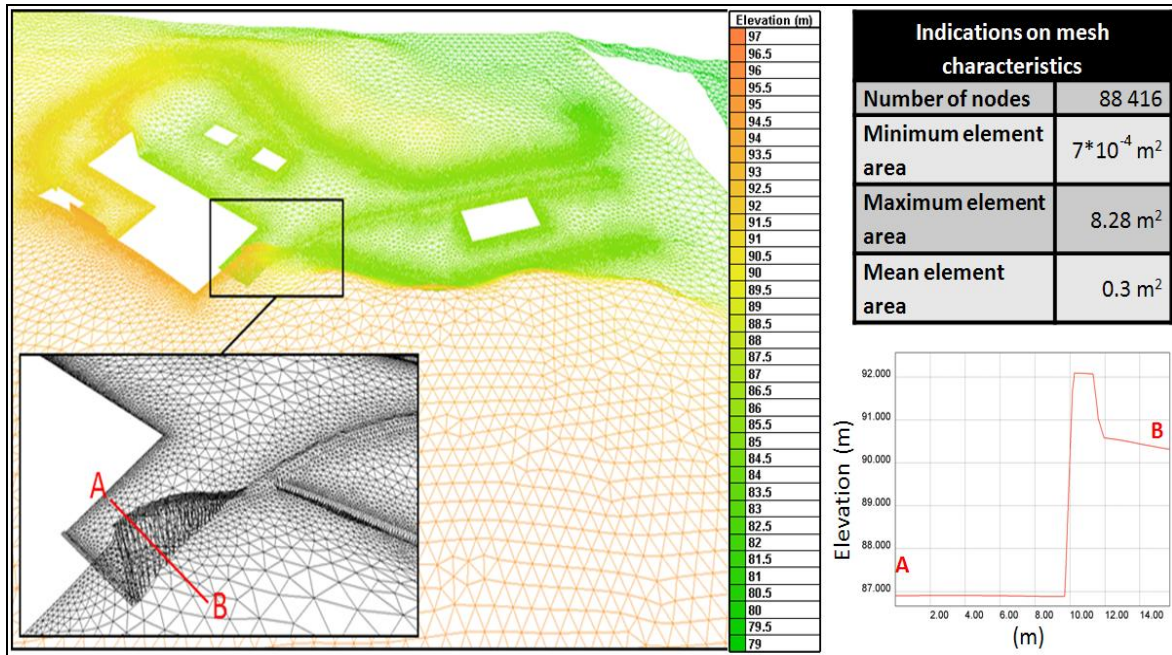 Elevation (m)
97
96.5
96
95.5
95
94.5
94
93.5
93
92.5
92
91.5
91
90.5
90
89.5
89
88.5
88
87.5
87
86.5
86
85.5
85
84.5
84
83.5
83
82.5
82
81.5
81
80.5
80
79.5
79
A
B
Indications on mesh
characteristics
Number of nodes 88 416
Minimum element
area 7*10⁻⁴ m²
Maximum element
area 8.28 m²
Mean element
area 0.3 m²
Elevation (m)
92.000
91.000
90.000
89.000
88.000
87.000
A
B
2.00 4.00 6.00 8.00 10.00 12.00 14.00
(m)